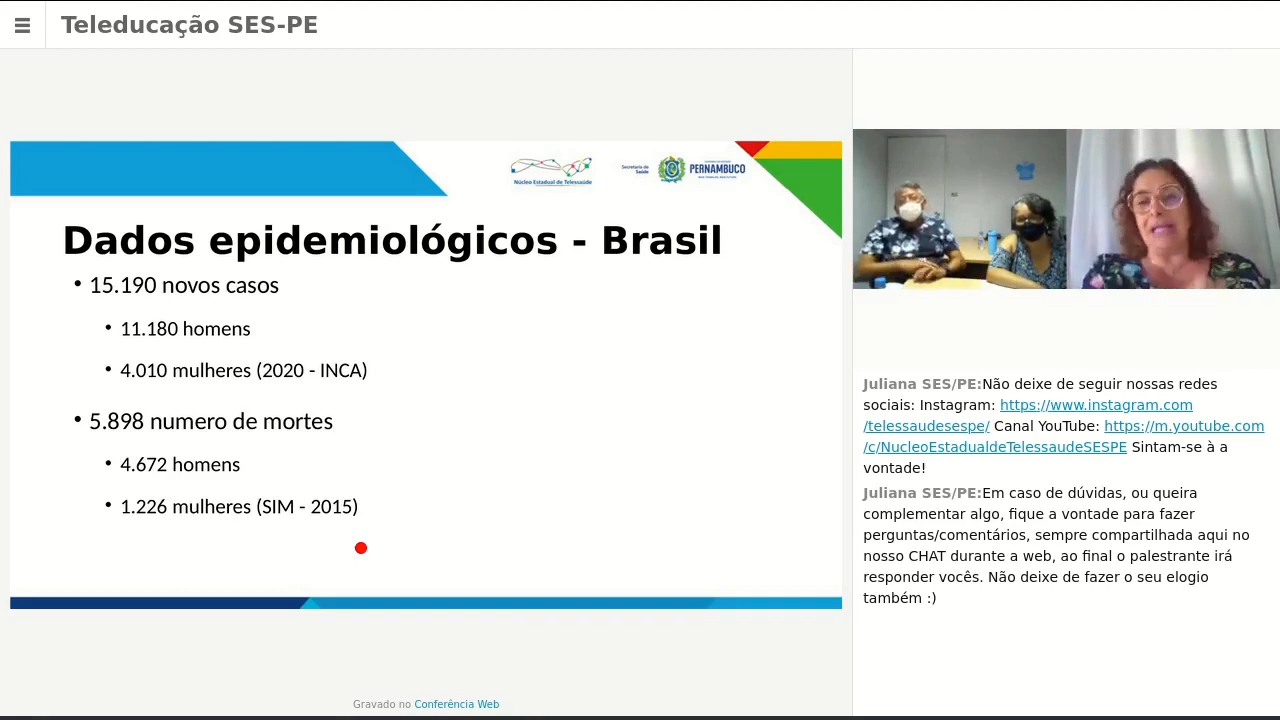 Teleducação SES-PE
Núcleo Estadual de Telessaúde
Secretaria de
Saúde
PERNAMBUCO
Dados epidemiológicos - Brasil
• 15.190 novos casos
• 11.180 homens
• 4.010 mulheres (2020 - INCA)
• 5.898 numero de mortes
• 4.672 homens
• 1.226 mulheres (SIM - 2015)
Gravado no Conferência Web
Juliana SES/PE:Não deixe de seguir nossas redes
sociais: Instagram: https://www.instagram.com
/telessaudesespe/ Canal YouTube: https://m.youtube.com
/c/NucleoEstadualdeTelessaudeSESPE Sintam-se à a
vontade!
Juliana SES/PE:Em caso de dúvidas, ou queira
complementar algo, fique a vontade para fazer
perguntas/comentários, sempre compartilhada aqui no
nosso CHAT durante a web, ao final o palestrante irá
responder vocês. Não deixe de fazer o seu elogio
também :)